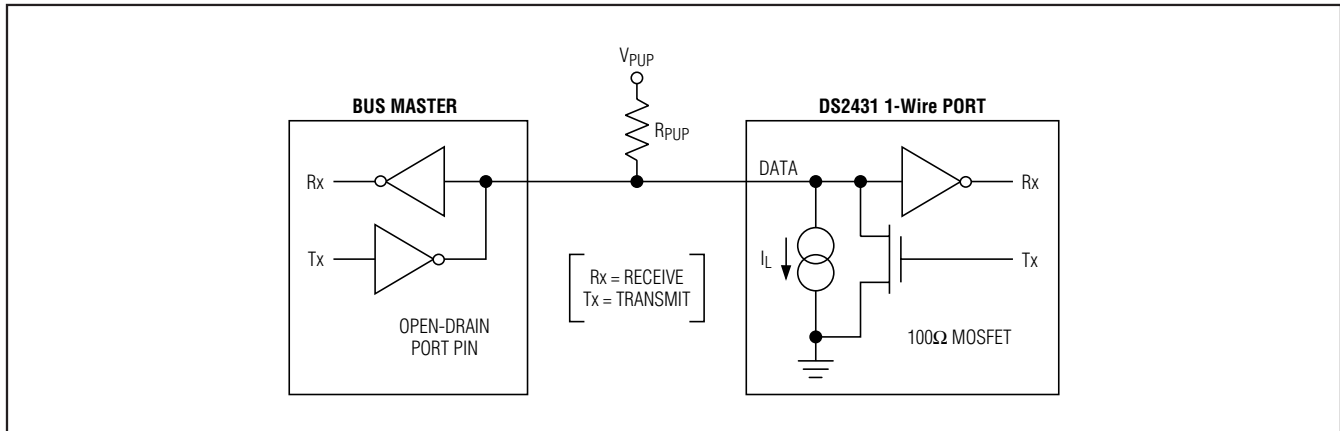 VPUP
BUS MASTER
DS2431 1-Wire PORT
RPUP
Rx
DATA
Rx
Tx
IL
Tx
Rx = RECEIVE
Tx = TRANSMIT
OPEN-DRAIN
PORT PIN
100Ω MOSFET